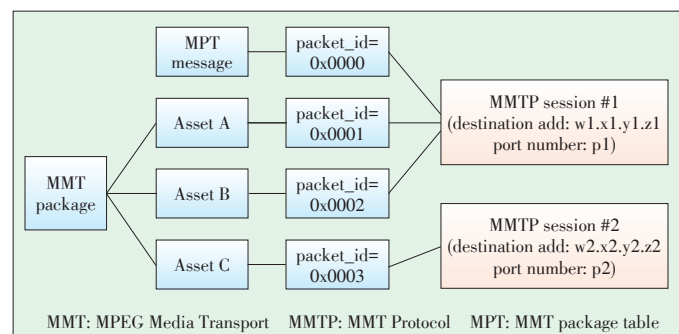 MPT
message
packet_id=
0x0000
Asset A
packet_id=
0x0001
MMTP session #1
(destination add: w1.x1.y1.z1
port number: p1)
MMT
package
Asset B
packet_id=
0x0002
Asset C
packet_id=
0x0003
MMTP session #2
(destination add: w2.x2.y2.z2
port number: p2)
MMT: MPEG Media Transport MMTP: MMT Protocol MPT: MMT package table